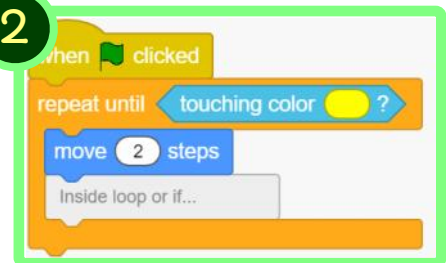 2
when clicked
repeat until touching color ?
move 2 steps
Inside loop or if...